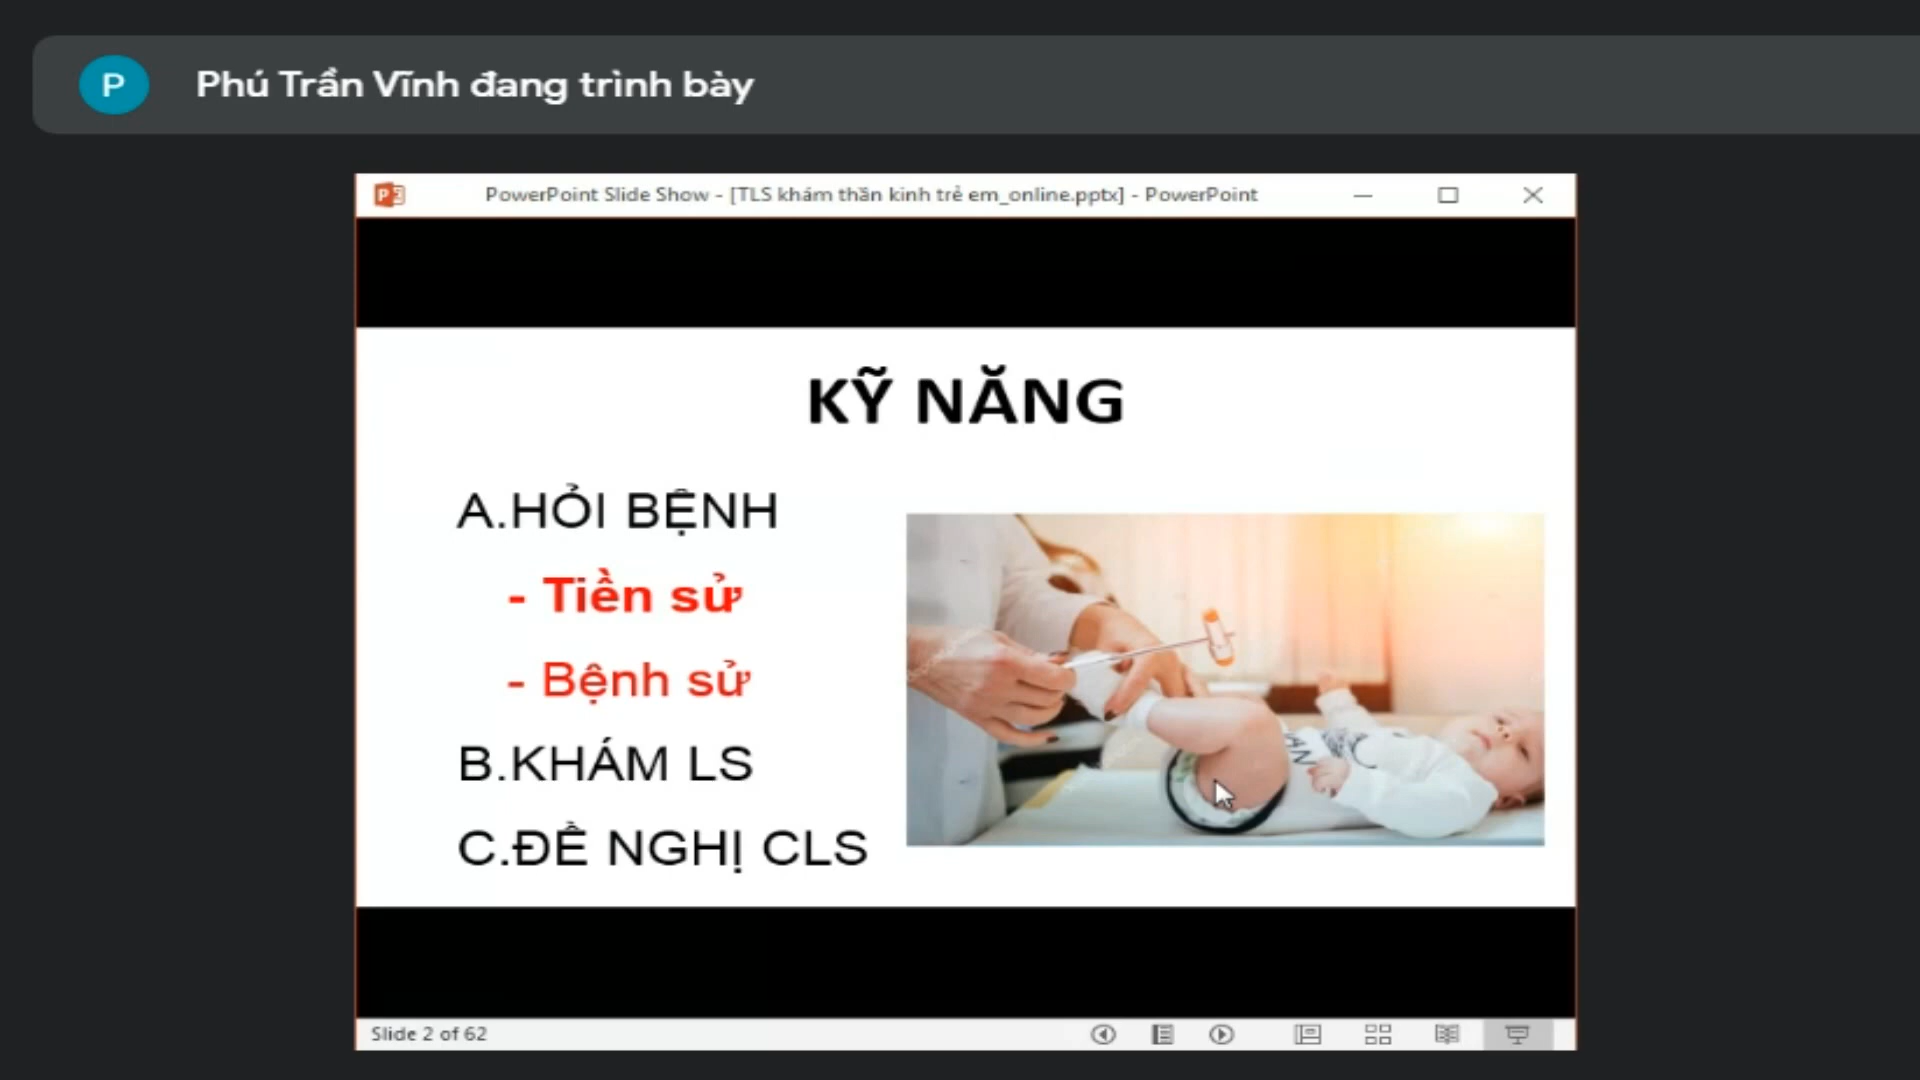 P
Phú Trần Vĩnh đang trình bày
PowerPoint Slide Show - [TLS khám thần kinh trẻ em_online.pptx] - PowerPoint
KỸ NĂNG
A.HỎI BỆNH
- Tiền sử
- Bệnh sử
B.KHÁM LS
C.ĐỀ NGHỊ CLS
Slide 2 of 62